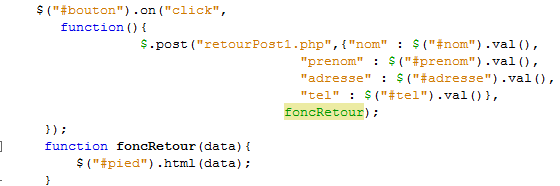 $("#bouton").on("click",
function(){
$.post("retourPost1.php",{"nom" : $("#nom").val(),
"prenom" : $("#prenom").val(),
"adresse" : $("#adresse").val(),
"tel" : $("#tel").val()},
foncRetour);
});
function foncRetour(data){
$("#pied").html(data);
}